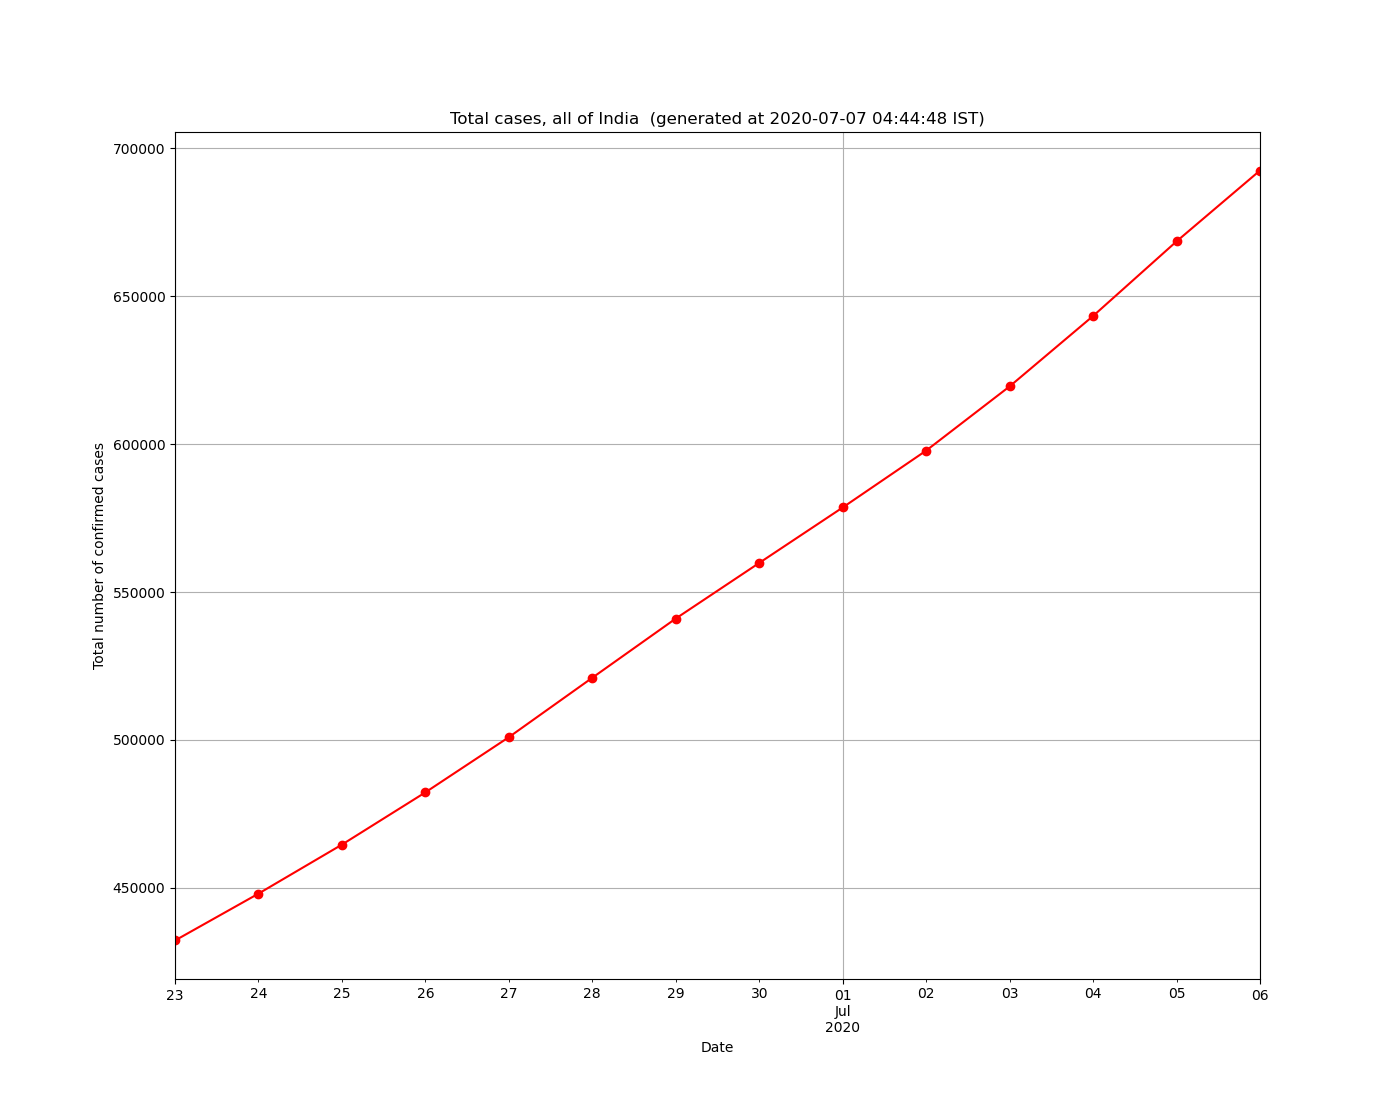 Total cases, all of India  (generated at 2020-07-07 04:44:48 IST)
700000
650000
600000
550000
500000
450000
Total number of confirmed cases
23 24 25 26 27 28 29 30 01 02 03 04 05 06
Jul
2020
Date